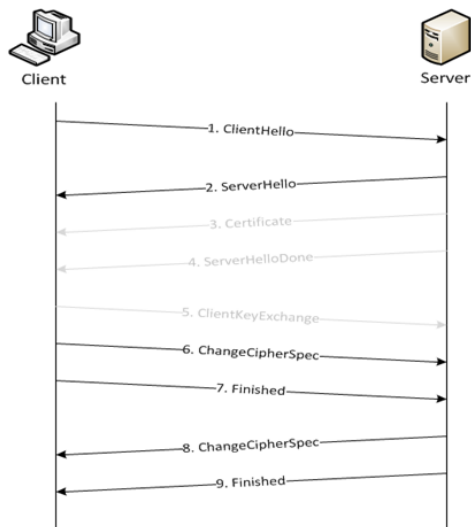 Client
Server
1. ClientHello
2. ServerHello
3. Certificate
4. ServerHelloDone
5. ClientKeyExchange
6. ChangeCipherSpec
7. Finished
8. ChangeCipherSpec
9. Finished